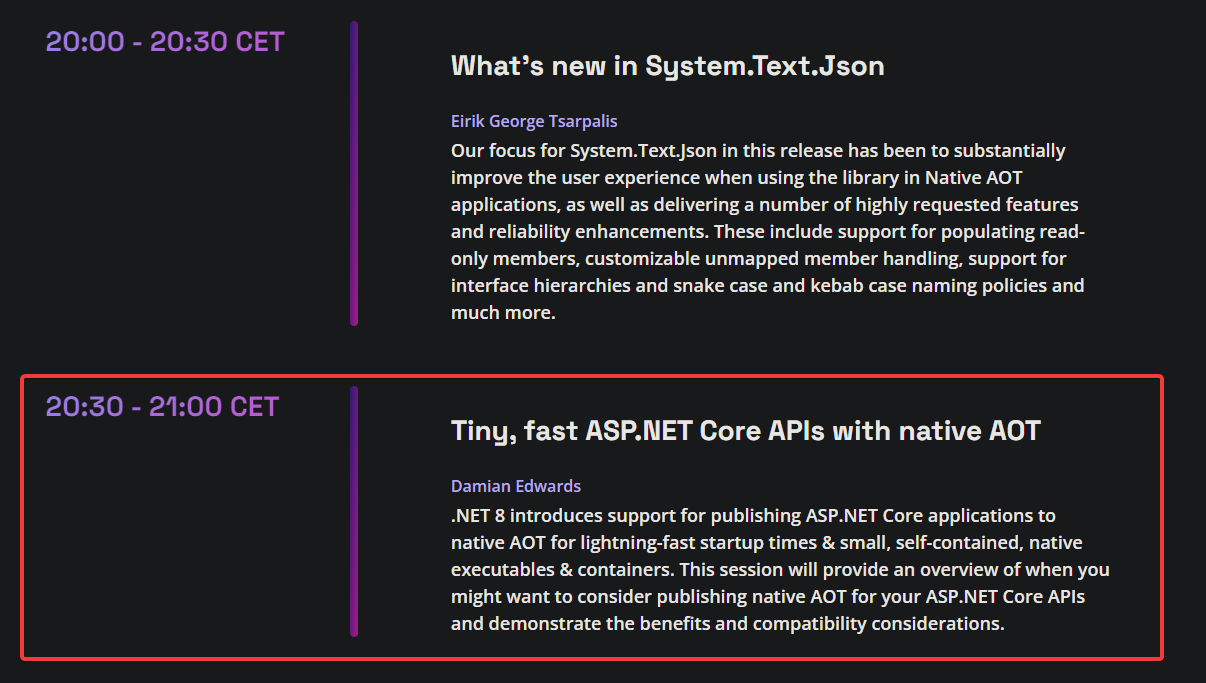 20:00 - 20:30 CET
What's new in System.Text.Json
Eirik George Tsarpalis
Our focus for System.Text.Json in this release has been to substantially
improve the user experience when using the library in Native AOT
applications, as well as delivering a number of highly requested features
and reliability enhancements. These include support for populating read-
only members, customizable unmapped member handling, support for
interface hierarchies and snake case and kebab case naming policies and
much more.
20:30 - 21:00 CET
Tiny, fast ASP.NET Core APIs with native AOT
Damian Edwards
.NET 8 introduces support for publishing ASP.NET Core applications to
native AOT for lightning-fast startup times & small, self-contained, native
executables & containers. This session will provide an overview of when you
might want to consider publishing native AOT for your ASP.NET Core APIs
and demonstrate the benefits and compatibility considerations.